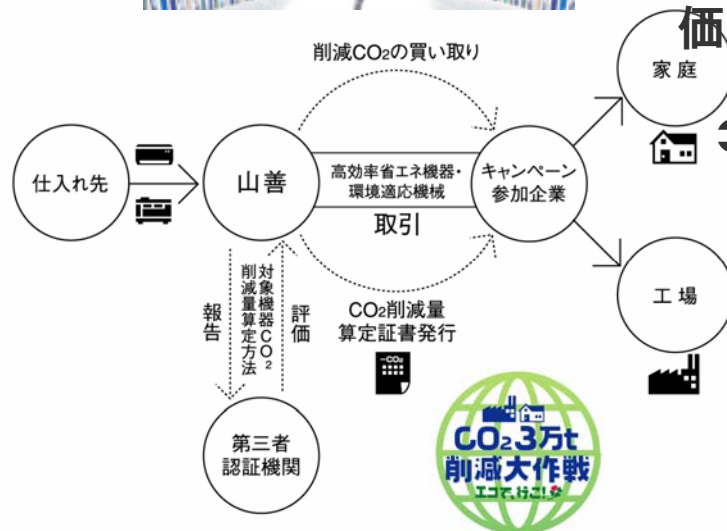 価
削減CO₂の買い取り
家庭
仕入れ先
山善
高効率省エネ機器・
環境適応機械
取引
キャンペーン
参加企業
工場
報告
対象機器CO₂
削減量算定方法
評価
CO₂削減量
算定証書発行
-CO₂
第三者
認証機関
CO₂3万t
削減大作戦
エコで、行こ!